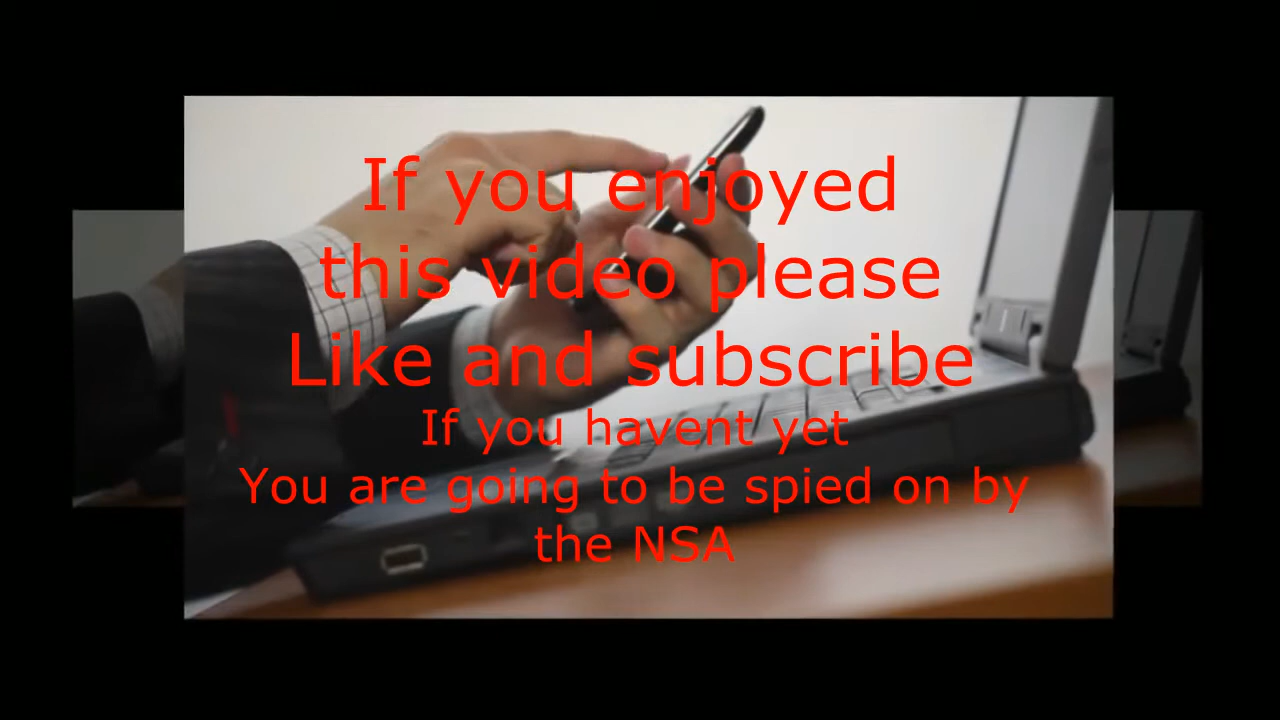 If you enjoyed
this video please
Like and subscribe
If you havent yet
You are going to be spied on by
the NSA